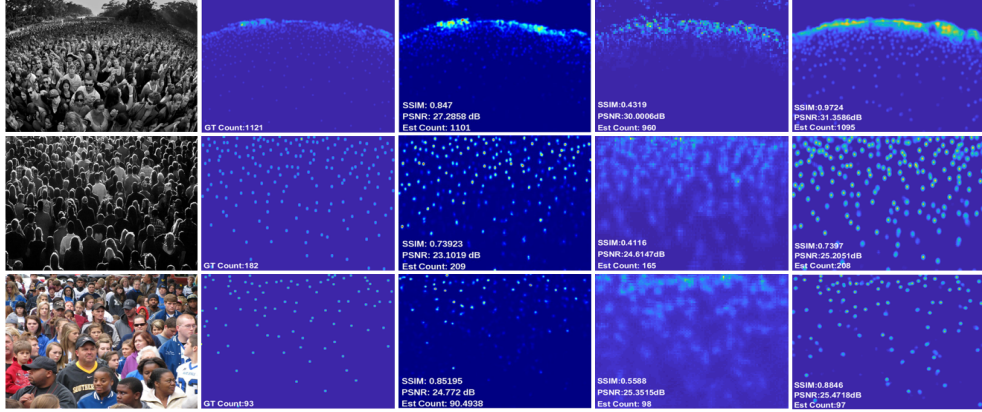 GT Count:1121
SSIM: 0.847
PSNR: 27.2858 dB
Est Count: 1101
SSIM:0.4319
PSNR:30.0006dB
Est Count: 960
SSIM:0.9724
PSNR:31.3586dB
Est Count:1095
GT Count:182
SSIM: 0.73923
PSNR: 23.1019 dB
Est Count: 209
SSIM:0.4116
PSNR:24.6147dB
Est Count: 165
SSIM:0.7397
PSNR:25.2051dB
Est Count:208
GT Count:93
SSIM: 0.85195
PSNR: 24.772 dB
Est Count: 90.4938
SSIM:0.5588
PSNR:25.3515dB
Est Count: 98
SSIM:0.8846
PSNR:25.4718dB
Est Count:97